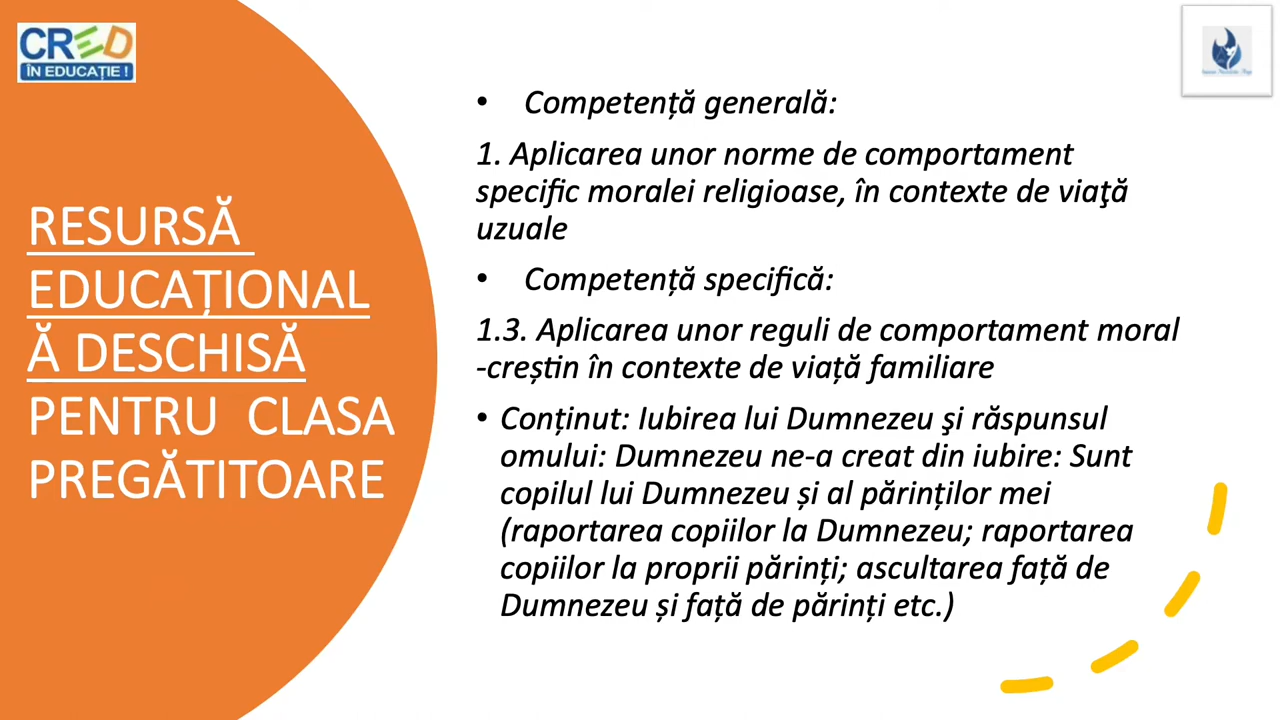 CRED
ÎN EDUCAȚIE !
RESURSĂ
EDUCAȚIONAL
Ă DESCHISĂ
PENTRU CLASA
PREGĂTITOARE
• Competență generală:
1. Aplicarea unor norme de comportament
specific moralei religioase, în contexte de viaţă
uzuale
• Competență specifică:
1.3. Aplicarea unor reguli de comportament moral
-creștin în contexte de viață familiare
• Conținut: Iubirea lui Dumnezeu şi răspunsul
omului: Dumnezeu ne-a creat din iubire: Sunt
copilul lui Dumnezeu și al părinților mei
(raportarea copiilor la Dumnezeu; raportarea
copiilor la proprii părinți; ascultarea față de
Dumnezeu și față de părinți etc.)